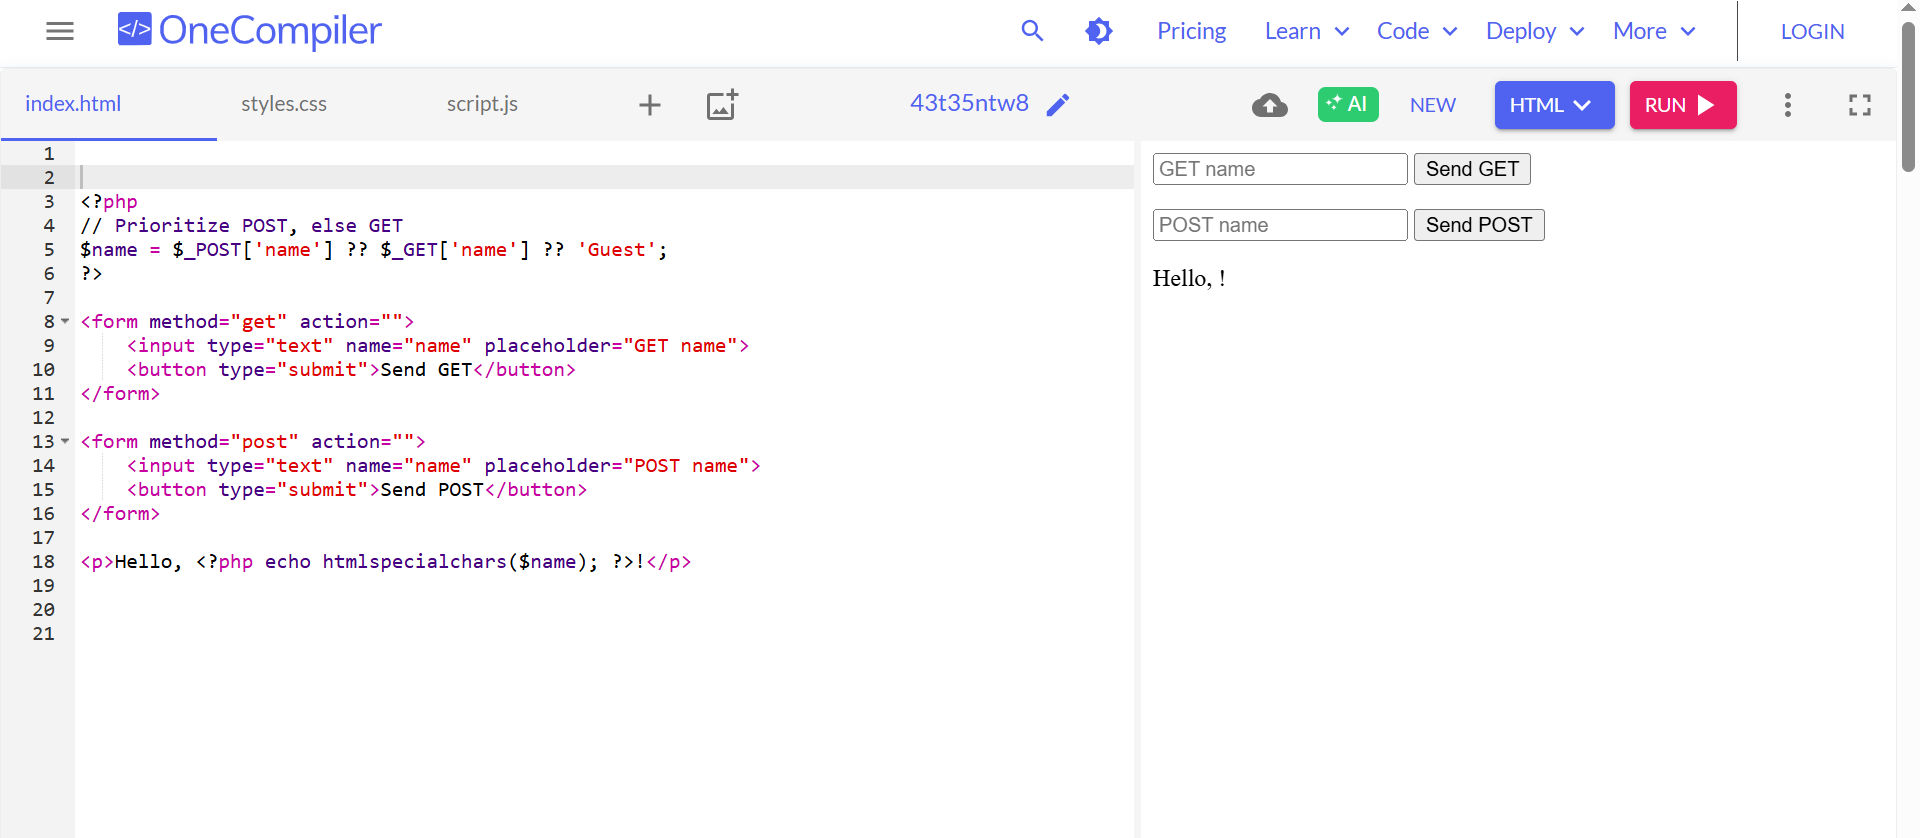 </> OneCompiler
Pricing Learn Code Deploy More LOGIN
index.html styles.css script.js 43t35ntw8 AI NEW HTML RUN
1
2
3 <?php
4 // Prioritize POST, else GET
5 $name = $_POST['name'] ?? $_GET['name'] ?? 'Guest';
6 ?>
7
8 <form method="get" action="">
9 <input type="text" name="name" placeholder="GET name">
10 <button type="submit">Send GET</button>
11 </form>
12
13 <form method="post" action="">
14 <input type="text" name="name" placeholder="POST name">
15 <button type="submit">Send POST</button>
16 </form>
17
18 <p>Hello, <?php echo htmlspecialchars($name); ?>!</p>
19
20
21
GET name Send GET
POST name Send POST
Hello, !